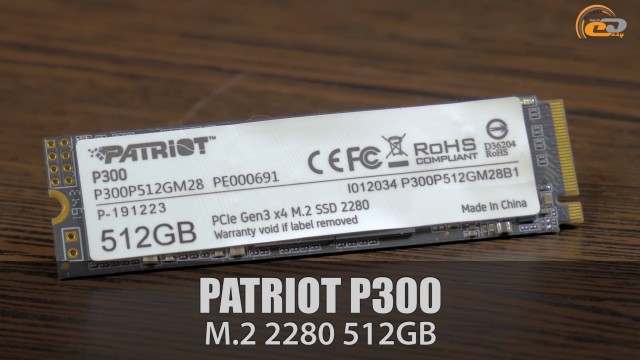 PATRIOT™
P300
P300P512GM28 PE000691
P-191223
512GB
CE FC
RoHS
COMPLIANT
D36204
RoHS
I012034 P300P512GM28B1
PCIe Gen3 x4 M.2 SSD 2280
Warranty void if label removed
Made in China
PATRIOT P300
M.2 2280 512GB